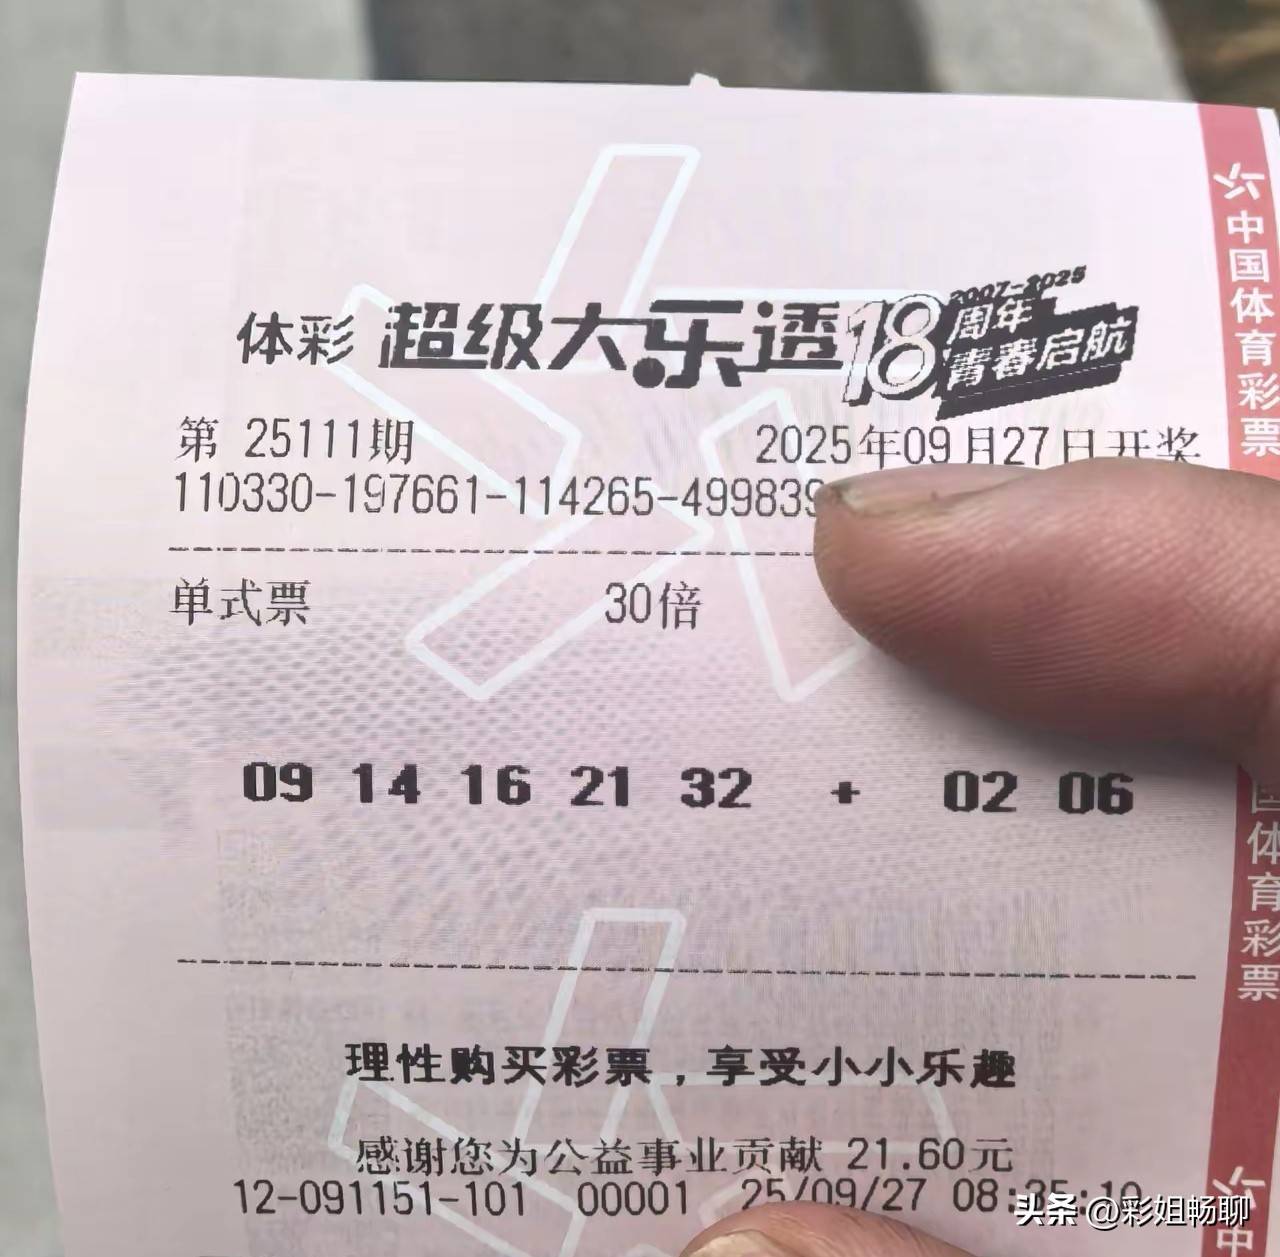 体彩 超级大乐透 18周年 2007-2025 青春启航
第 25111期 2025年09月27日开奖
110330-197661-114265-499839
单式票 30倍
09 14 16 21 32 + 02 06
理性购买彩票，享受小小乐趣
感谢您为公益事业贡献 21.60元
12-091151-101 00001 25/09/27 08:35:10
中国体育彩票
国体育彩票
中
头条 @彩姐畅聊